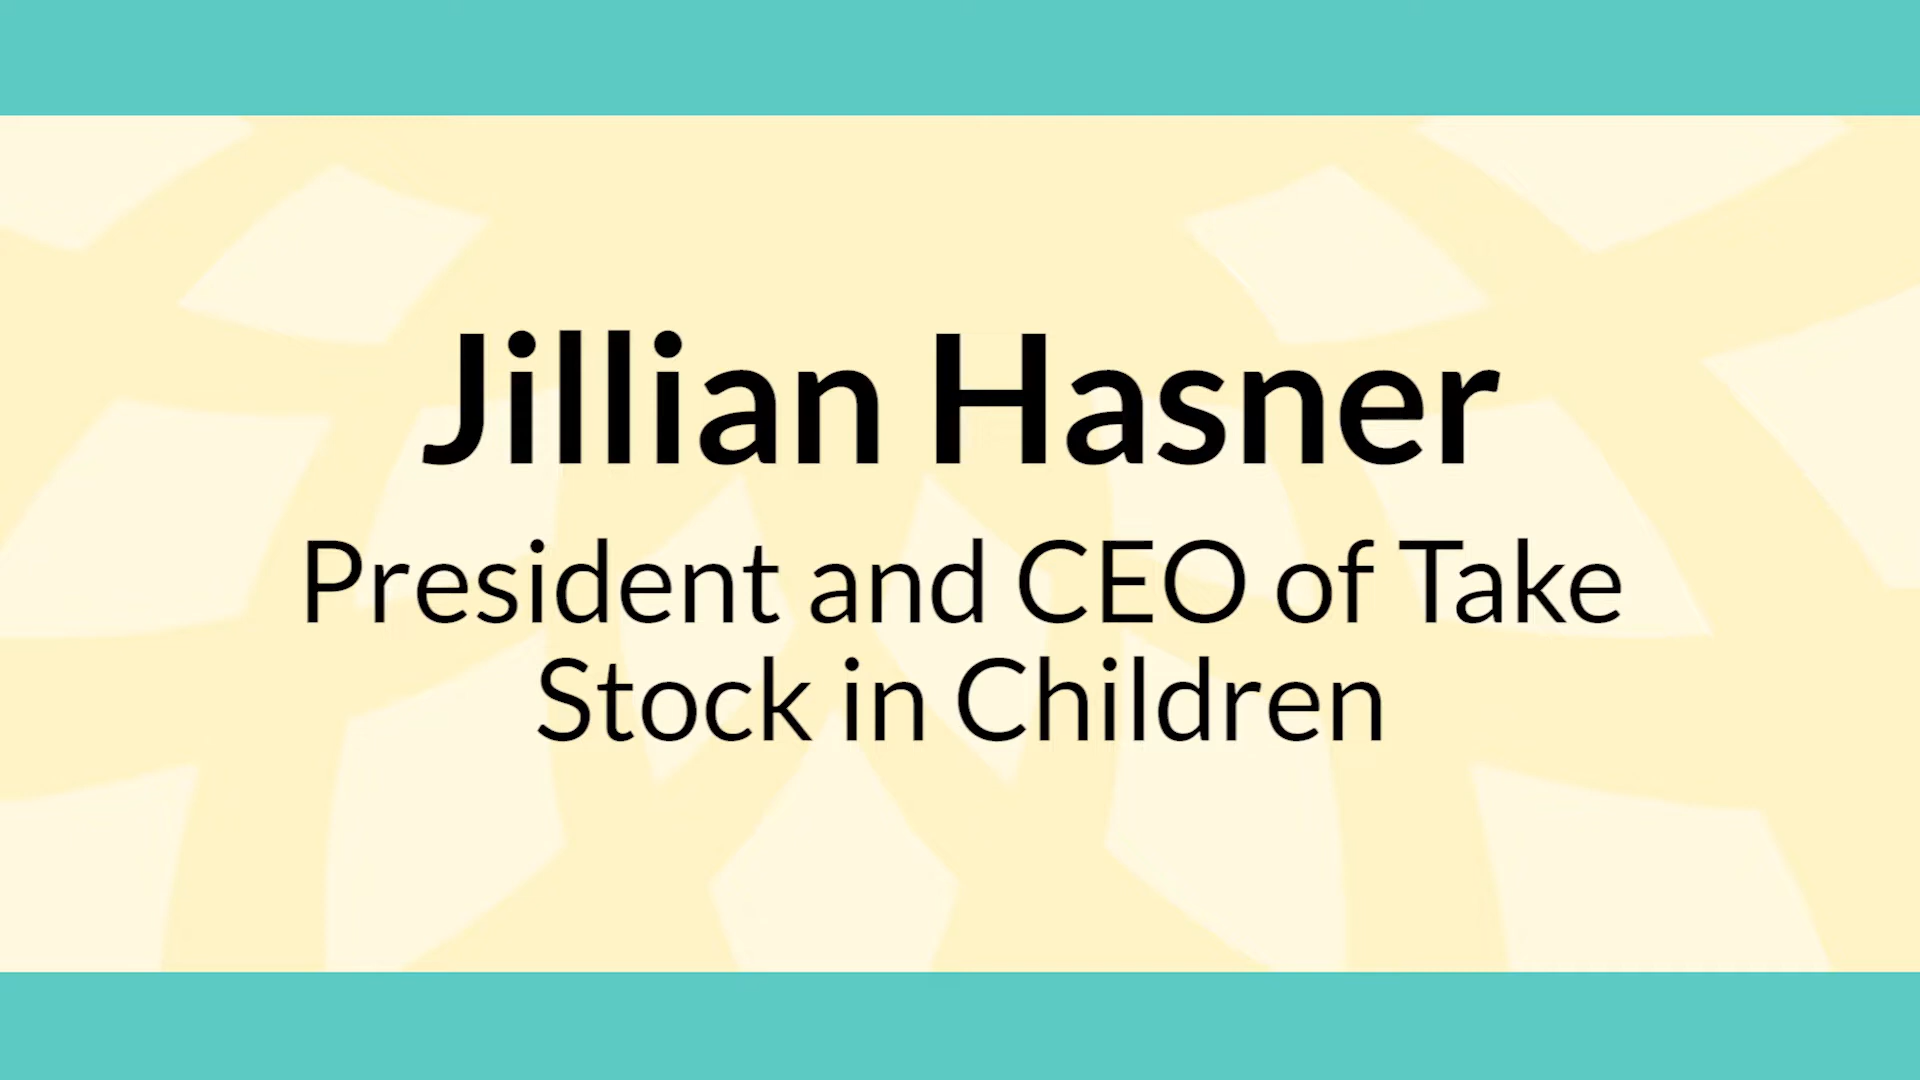 Jillian Hasner
President and CEO of Take
Stock in Children